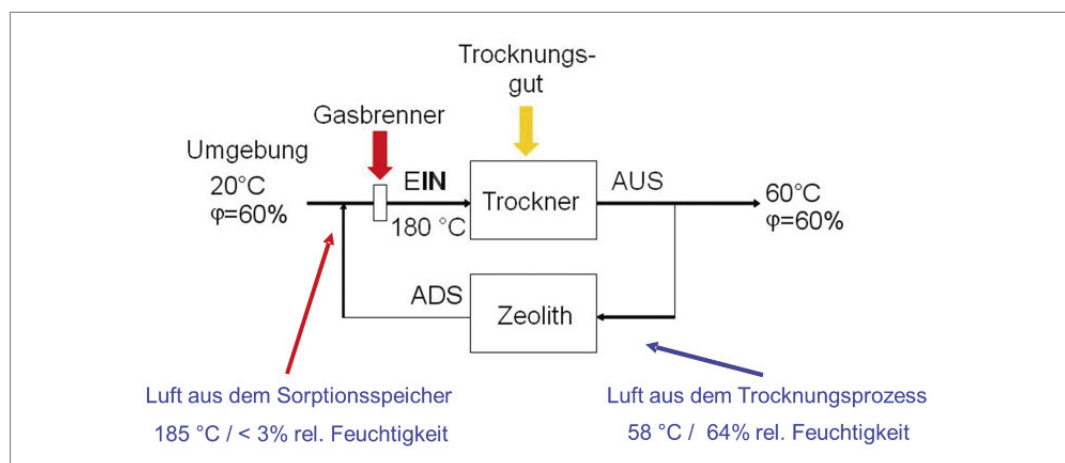 Trocknungs-
gut
Gasbrenner
Umgebung
20°C
φ=60%
EIN
180 °C
Trockner
AUS
60°C
φ=60%
ADS
Zeolith
Luft aus dem Sorptionsspeicher
185 °C / < 3% rel. Feuchtigkeit
Luft aus dem Trocknungsprozess
58 °C / 64% rel. Feuchtigkeit